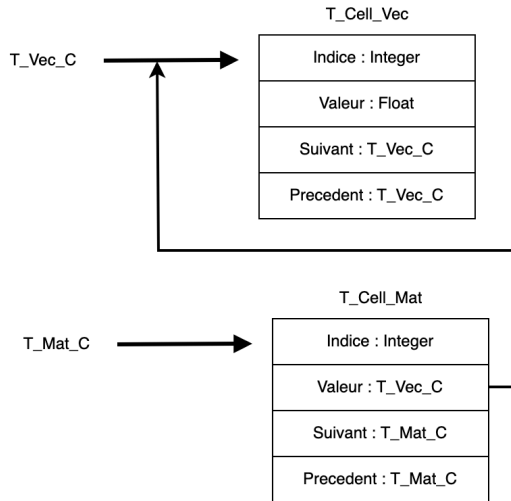 T_Cell_Vec
T_Vec_C
Indice : Integer
Valeur : Float
Suivant : T_Vec_C
Precedent : T_Vec_C
T_Cell_Mat
T_Mat_C
Indice : Integer
Valeur : T_Vec_C
Suivant : T_Mat_C
Precedent : T_Mat_C